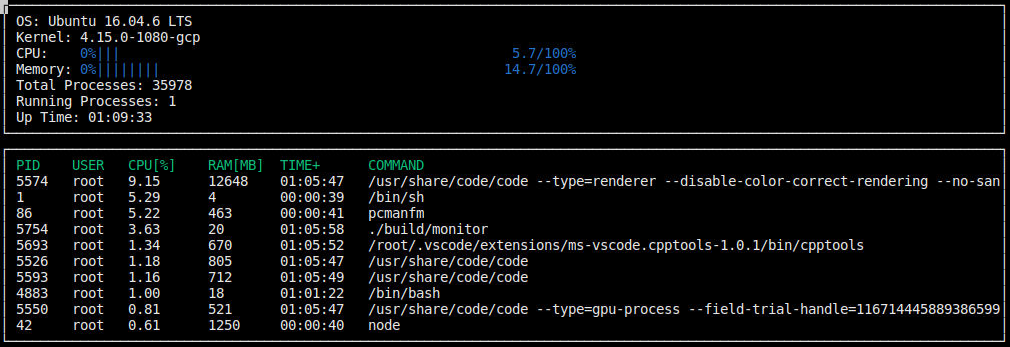 OS: Ubuntu 16.04.6 LTS
Kernel: 4.15.0-1080-gcp
CPU: 0%||| 5.7/100%
Memory: 0%|||||||| 14.7/100%
Total Processes: 35978
Running Processes: 1
Up Time: 01:09:33
PID USER CPU[%] RAM[MB] TIME+ COMMAND
5574 root 9.15 12648 01:05:47 /usr/share/code/code --type=renderer --disable-color-correct-rendering --no-san
1 root 5.29 4 00:00:39 /bin/sh
86 root 5.22 463 00:00:41 pcmanfm
5754 root 3.63 20 01:05:58 ./build/monitor
5693 root 1.34 670 01:05:52 /root/.vscode/extensions/ms-vscode.cpptools-1.0.1/bin/cpptools
5526 root 1.18 805 01:05:47 /usr/share/code/code
5593 root 1.16 712 01:05:49 /usr/share/code/code
4883 root 1.00 18 01:01:22 /bin/bash
5550 root 0.81 521 01:05:47 /usr/share/code/code --type=gpu-process --field-trial-handle=116714445889386599
42 root 0.61 1250 00:00:40 node